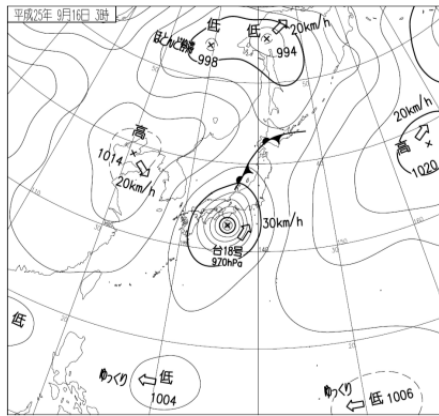 平成25年 9月16日 3時
低
低
20km/h
ほとんど停滞
998
994
高
1014
20km/h
20km/h
高
1020
30km/h
台18号
970hPa
140
低
ゆっくり
低
1004
ゆっくり
低
1006